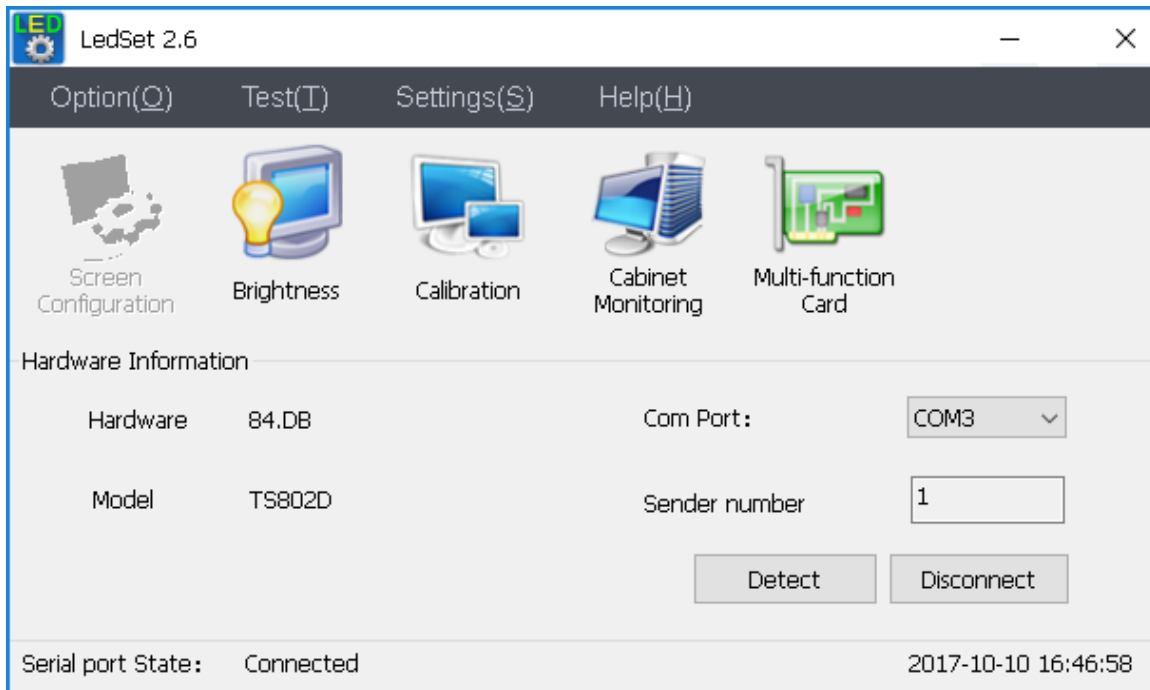 LED
LedSet 2.6
Option(O) Test(T) Settings(S) Help(H)
Screen
Configuration
Brightness
Calibration
Cabinet
Monitoring
Multi-function
Card
Hardware Information
Hardware 84.DB Com Port: COM3
Model TS802D Sender number 1
Detect Disconnect
Serial port State: Connected 2017-10-10 16:46:58